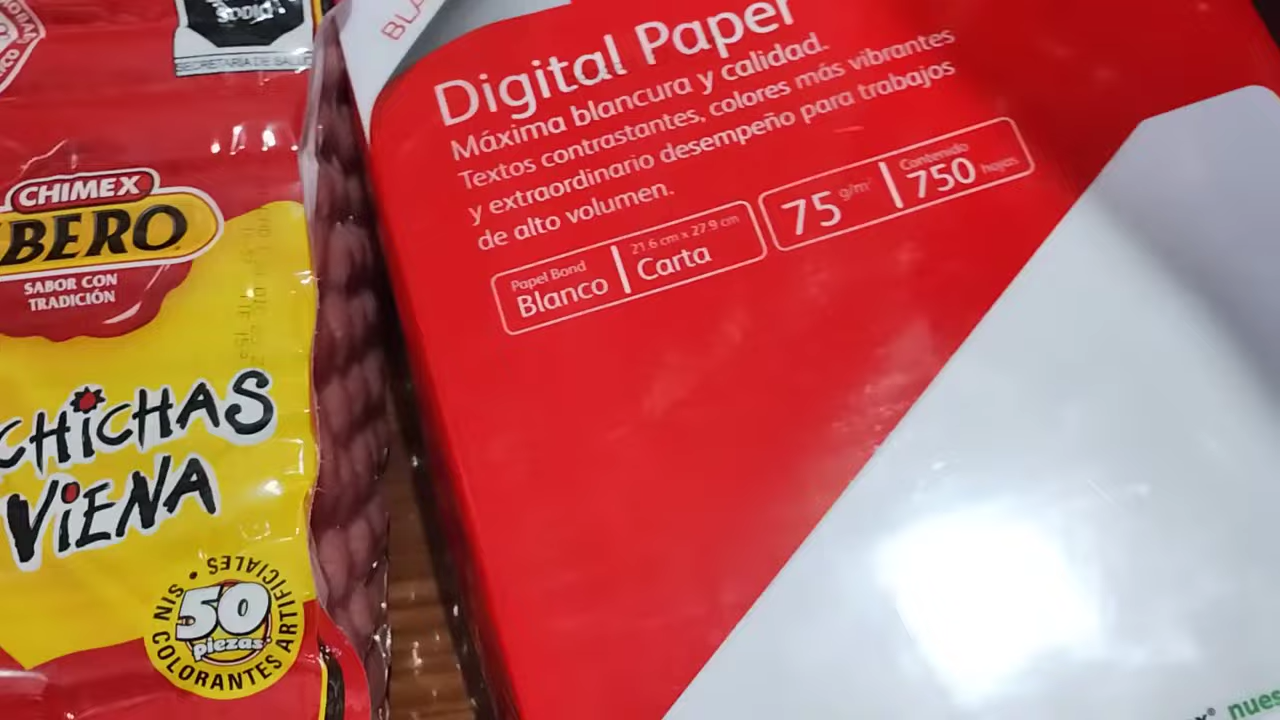 SECRETARÍA DE SALUD
CHIMEX
BERO
SABOR CON
TRADICIÓN
CHiCHAS
ViENA
50
piezas
SIN COLORANTES ARTIFICIALES
Digital Paper
Máxima blancura y calidad.
Textos contrastantes, colores más vibrantes
y extraordinario desempeño para trabajos
de alto volumen.
Papel Bond
Blanco
21.6 cm x 27.9 cm
Carta
75 g/m²
Contenido
750 hojas
nues